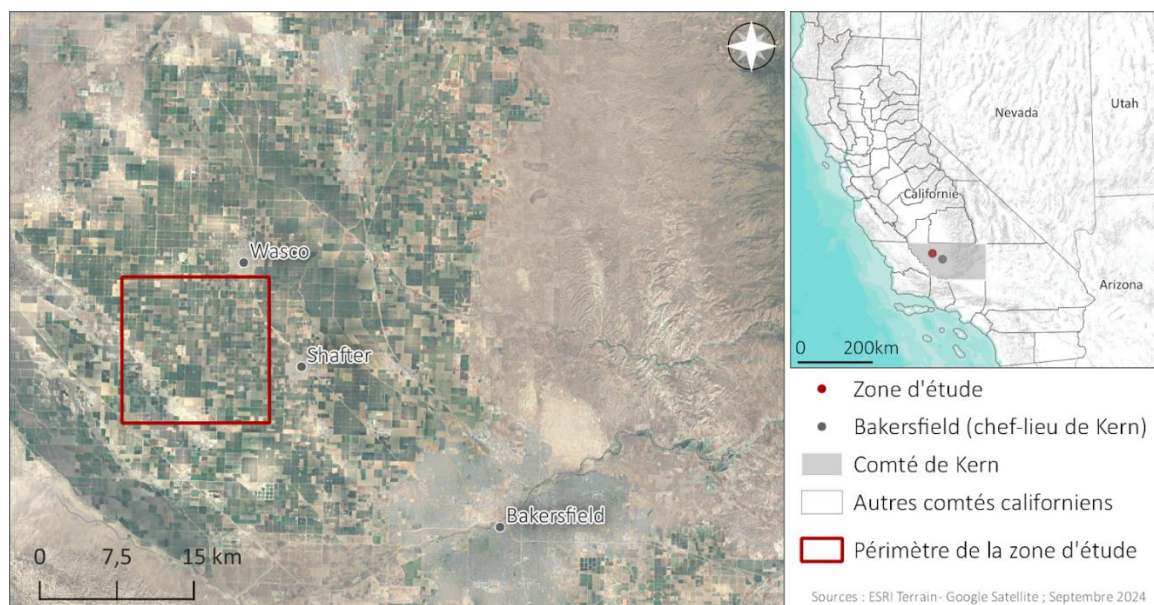 Wasco
Shafter
Bakersfield
0 7,5 15 km
Nevada
Utah
Californie
Arizona
0 200km
Zone d'étude
Bakersfield (chef-lieu de Kern)
Comté de Kern
Autres comtés californiens
Périmètre de la zone d'étude
Sources : ESRI Terrain- Google Satellite ; Septembre 2024